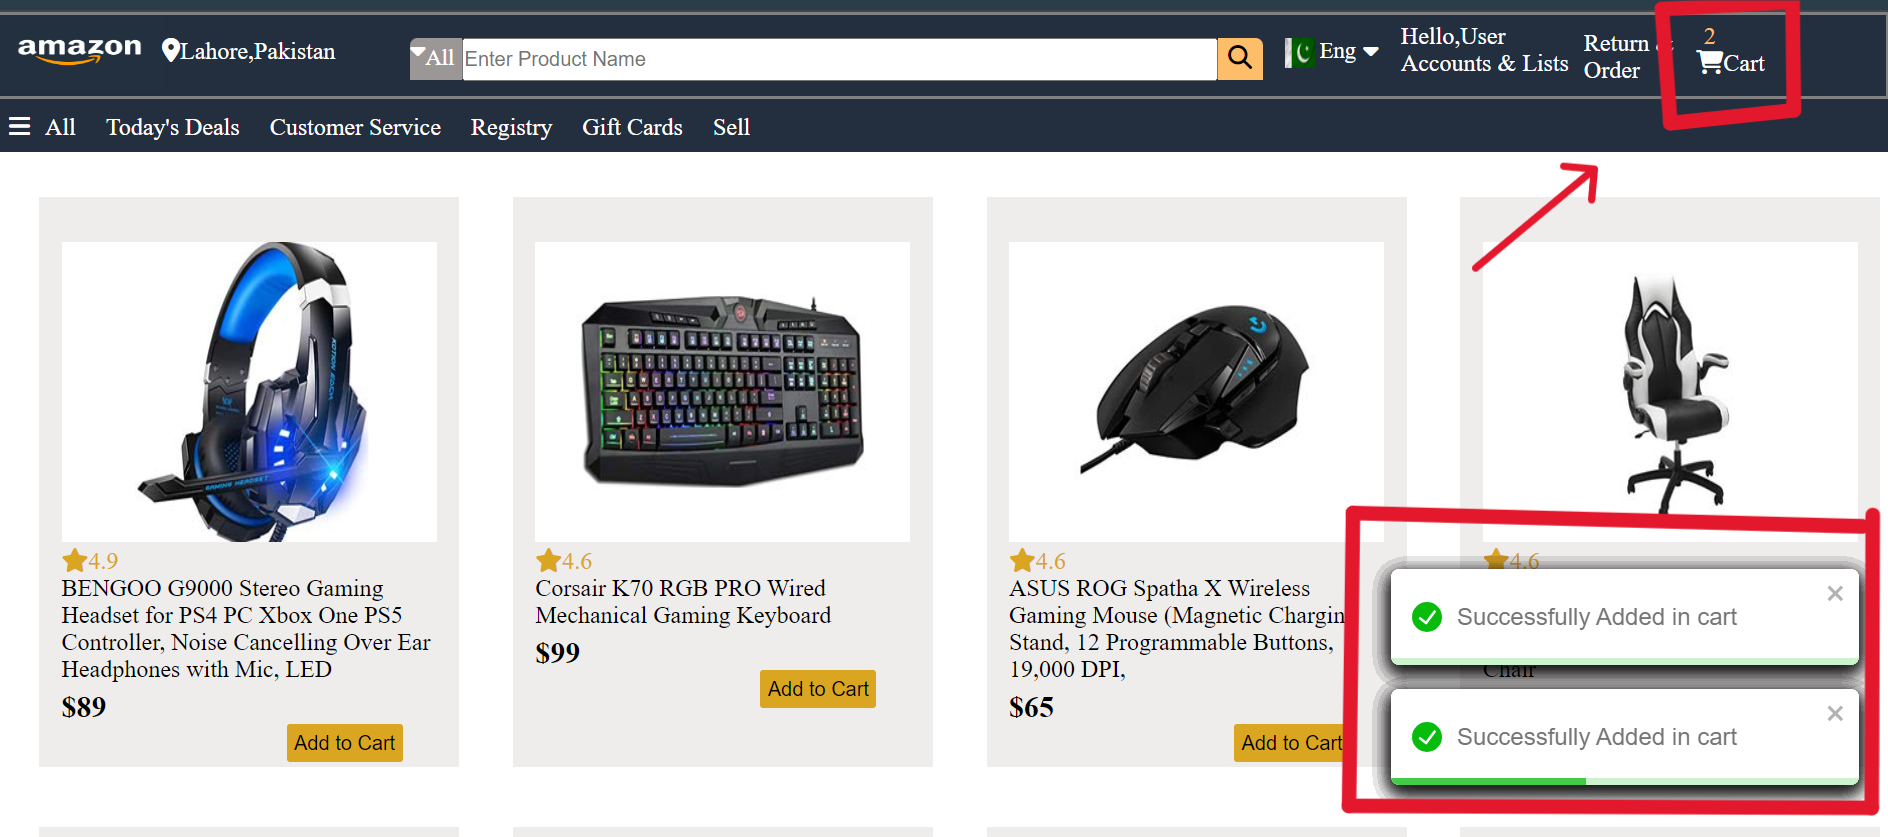 amazon
Lahore,Pakistan
All
Enter Product Name
Eng
Hello,User
Accounts & Lists
Return &
Order
2
Cart
All
Today's Deals
Customer Service
Registry
Gift Cards
Sell
GAMING HEADSET
4.9
BENGOO G9000 Stereo Gaming
Headset for PS4 PC Xbox One PS5
Controller, Noise Cancelling Over Ear
Headphones with Mic, LED
$89
Add to Cart
4.6
Corsair K70 RGB PRO Wired
Mechanical Gaming Keyboard
$99
Add to Cart
4.6
ASUS ROG Spatha X Wireless
Gaming Mouse (Magnetic Chargin
Stand, 12 Programmable Buttons,
19,000 DPI,
$65
Add to Cart
4.6
Successfully Added in cart
Chair
Successfully Added in cart